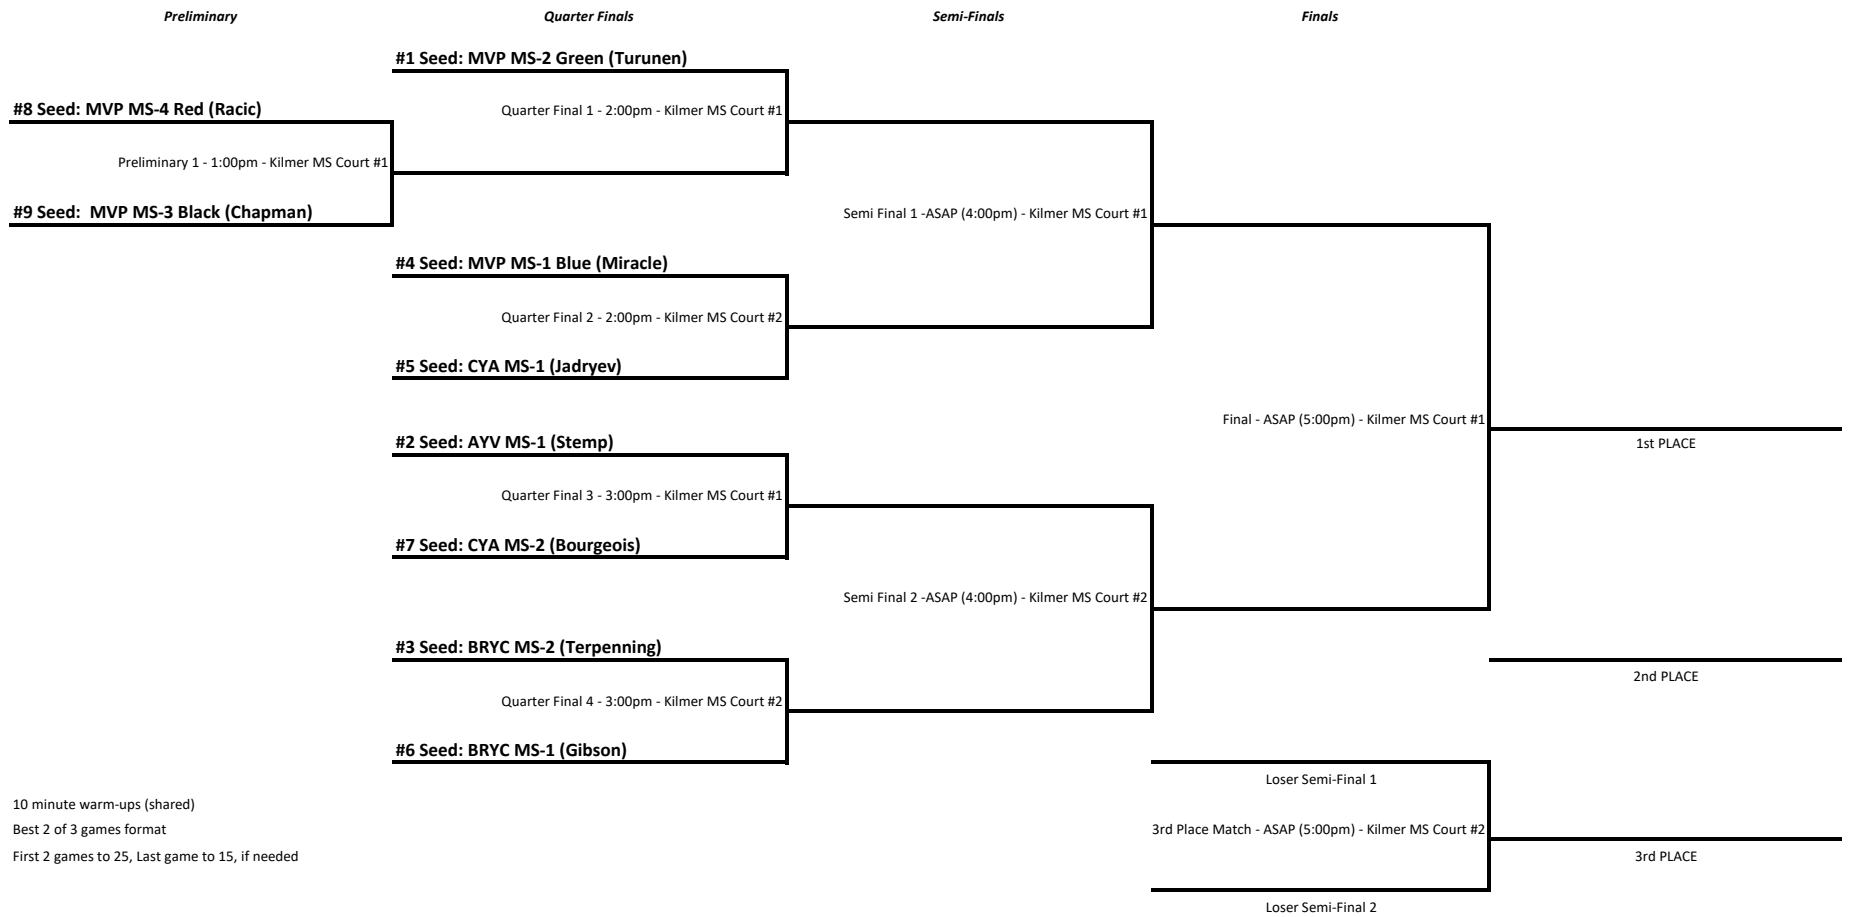 Preliminary
Quarter Finals
Semi-Finals
Finals
#1 Seed: MVP MS-2 Green (Turunen)
#8 Seed: MVP MS-4 Red (Racic)
Quarter Final 1 - 2:00pm - Kilmer MS Court #1
Preliminary 1 - 1:00pm - Kilmer MS Court #1
#9 Seed:  MVP MS-3 Black (Chapman)
Semi Final 1 -ASAP (4:00pm) - Kilmer MS Court #1
#4 Seed: MVP MS-1 Blue (Miracle)
Quarter Final 2 - 2:00pm - Kilmer MS Court #2
#5 Seed: CYA MS-1 (Jadryev)
Final - ASAP (5:00pm) - Kilmer MS Court #1
#2 Seed: AYV MS-1 (Stemp)
1st PLACE
Quarter Final 3 - 3:00pm - Kilmer MS Court #1
#7 Seed: CYA MS-2 (Bourgeois)
Semi Final 2 -ASAP (4:00pm) - Kilmer MS Court #2
#3 Seed: BRYC MS-2 (Terpenning)
2nd PLACE
Quarter Final 4 - 3:00pm - Kilmer MS Court #2
#6 Seed: BRYC MS-1 (Gibson)
Loser Semi-Final 1
10 minute warm-ups (shared)
Best 2 of 3 games format
3rd Place Match - ASAP (5:00pm) - Kilmer MS Court #2
First 2 games to 25, Last game to 15, if needed
3rd PLACE
Loser Semi-Final 2